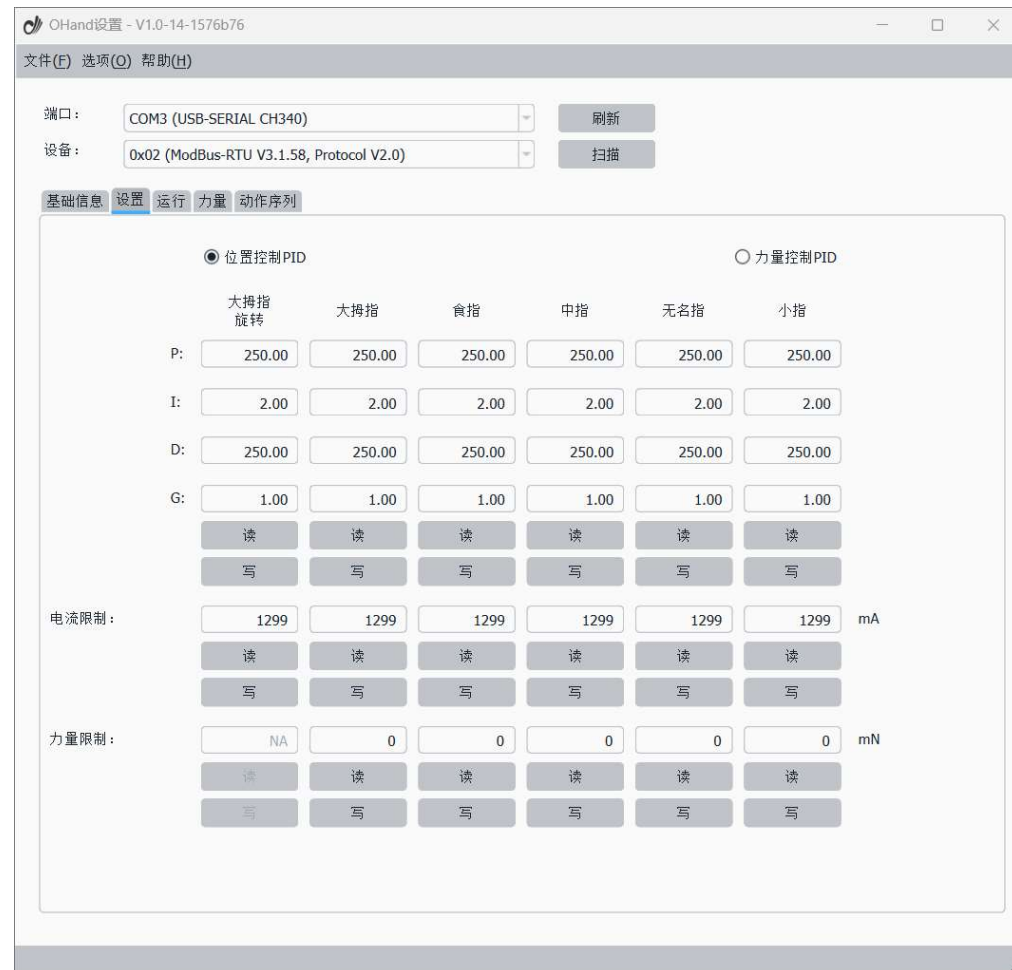 OHand设置 - V1.0-14-1576b76
文件(F) 选项(O) 帮助(H)
端口： COM3 (USB-SERIAL CH340) 刷新
设备： 0x02 (ModBus-RTU V3.1.58, Protocol V2.0) 扫描
基础信息 设置 运行 力量 动作序列
位置控制PID 力量控制PID
大拇指旋转 大拇指 食指 中指 无名指 小指
P: 250.00 250.00 250.00 250.00 250.00 250.00
I: 2.00 2.00 2.00 2.00 2.00 2.00
D: 250.00 250.00 250.00 250.00 250.00 250.00
G: 1.00 1.00 1.00 1.00 1.00 1.00
读 读 读 读 读 读
写 写 写 写 写 写
电流限制： 1299 1299 1299 1299 1299 1299 mA
读 读 读 读 读 读
写 写 写 写 写 写
力量限制： NA 0 0 0 0 0 mN
读 读 读 读 读 读
写 写 写 写 写 写